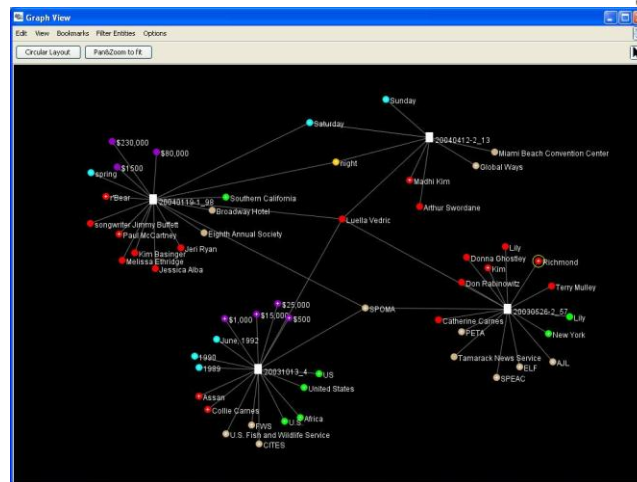 Graph View
Edit View Bookmarks Filter Entities Options
Circular Layout Pan&Zoom to fit
Sunday
Saturday
$230,000
$80,000
20040412-2_13
Miami Beach Convention Center
night
$1500
Global Ways
spring
Madhi Kim
r'Bear
Southern California
20040119-1_98
Arthur Swordane
Broadway Hotel
Luella Vedric
songwriter Jimmy Buffett
Paul McCartney
Eighth Annual Society
Jeri Ryan
Lily
Kim Basinger
Donna Ghostley
Melissa Ethridge
Richmond
Jessica Alba
Kim
Don Rabinowitz
Terry Mulley
$25,000
SPOMA
20030526-2_57
$15,000
$1,000
$500
Catherine Carnes
Lily
PETA
New York
June, 1992
1990
Tamarack News Service
AJL
1989
20031013_4
ELF
US
SPEAC
United States
Assan
Collie Carnes
Africa
U.S.
FWS
U.S. Fish and Wildlife Service
CITES